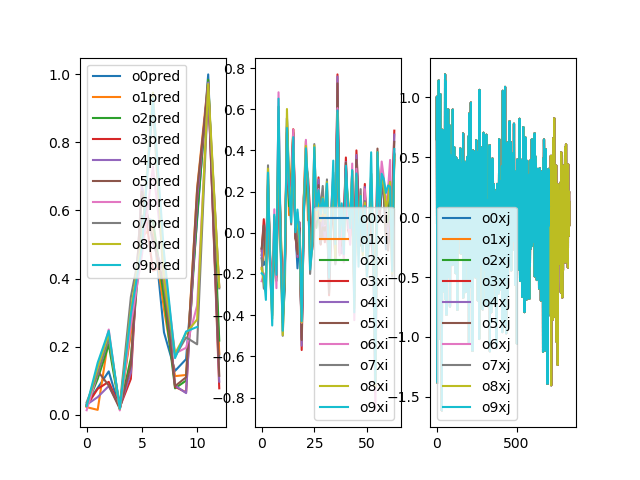 1.0
0.8
0.6
0.4
0.2
0.0
0
5
10
o0pred
o1pred
o2pred
o3pred
o4pred
o5pred
o6pred
o7pred
o8pred
o9pred
0.8
0.6
0.4
0.2
0.0
−0.2
−0.4
−0.6
−0.8
0
25
50
o0xi
o1xi
o2xi
o3xi
o4xi
o5xi
o6xi
o7xi
o8xi
o9xi
1.0
0.5
0.0
−0.5
−1.0
−1.5
0
500
o0xj
o1xj
o2xj
o3xj
o4xj
o5xj
o6xj
o7xj
o8xj
o9xj